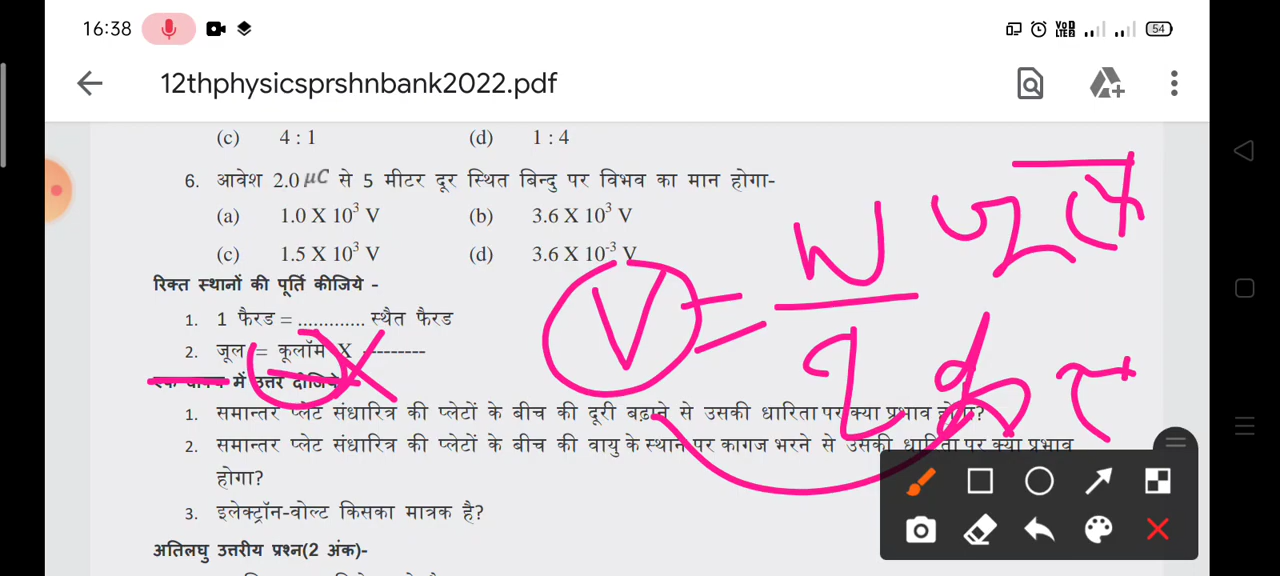 16:38 VoD LTEB 54
12thphysicsprshnbank2022.pdf
(c) 4 : 1 (d) 1 : 4
6. आवेश 2.0 μC से 5 मीटर दूर स्थित बिन्दु पर विभव का मान होगा-
(a) 1.0 X 10³ V (b) 3.6 X 10³ V
(c) 1.5 X 10³ V (d) 3.6 X 10⁻³ V
रिक्त स्थानों की पूर्ति कीजिये -
1. 1 फैरड = ............ स्थैत फैरड
2. जूल = कूलॉम X ---------
में उत्तर दीजिये
1. समान्तर प्लेट संधारित्र की प्लेटों के बीच की दूरी बढ़ाने से उसकी धारिता पर क्या प्रभाव होगा?
2. समान्तर प्लेट संधारित्र की प्लेटों के बीच की वायु के स्थान पर कागज भरने से उसकी धारिता पर क्या प्रभाव
होगा?
3. इलेक्ट्रॉन-वोल्ट किसका मात्रक है?
अतिलघु उत्तरीय प्रश्न(2 अंक)-
V = W